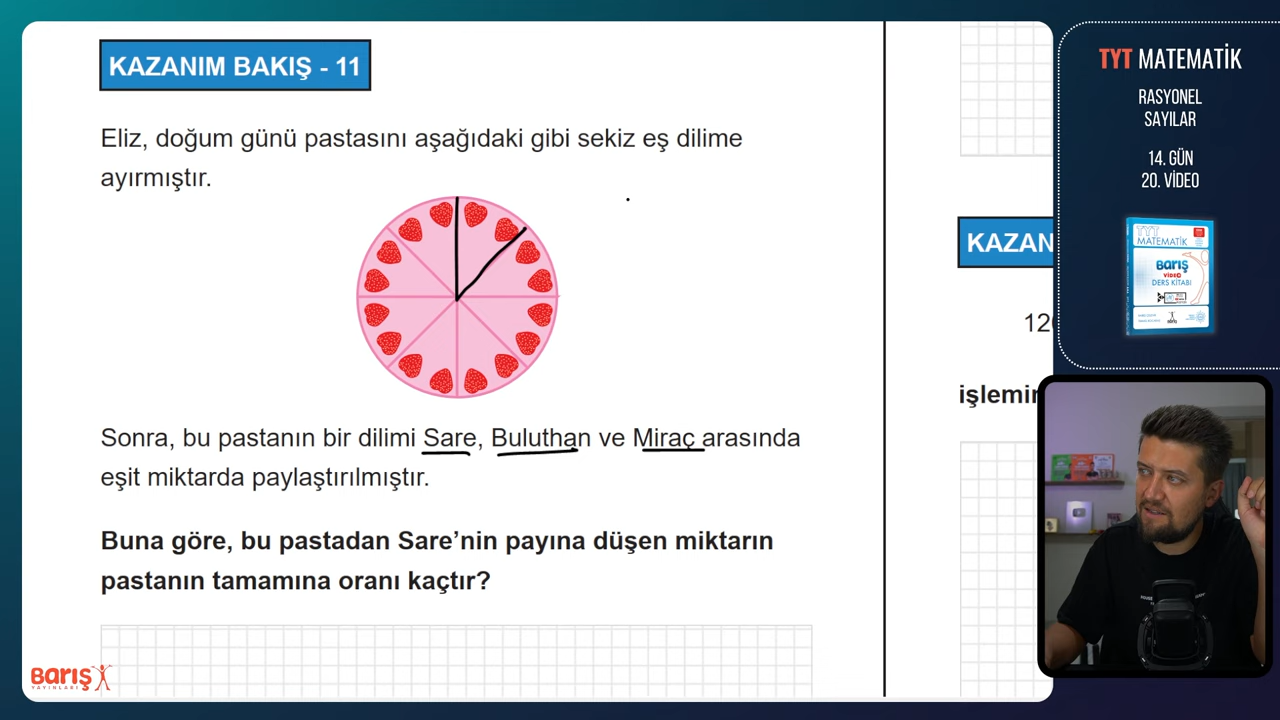 KAZANIM BAKIŞ - 11
Eliz, doğum günü pastasını aşağıdaki gibi sekiz eş dilime
ayırmıştır.
Sonra, bu pastanın bir dilimi Sare, Buluthan ve Miraç arasında
eşit miktarda paylaştırılmıştır.
Buna göre, bu pastadan Sare’nin payına düşen miktarın
pastanın tamamına oranı kaçtır?
BARIŞ
YAYINLARI
KAZAN
12
işlemin
TYT MATEMATİK
RASYONEL
SAYILAR
14. GÜN
20. VİDEO
TYT
MATEMATİK
BARIŞ
VİDEO
DERS KİTABI